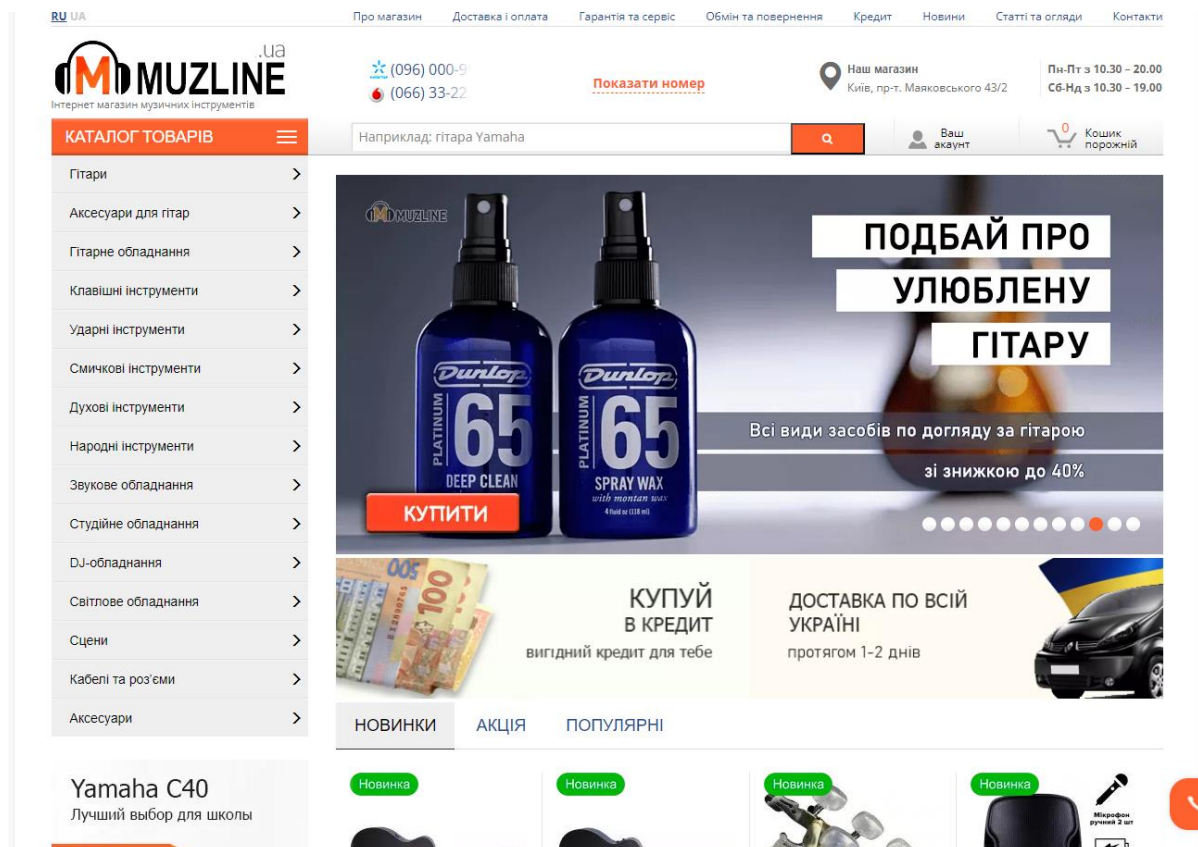 RU UA
Про магазин Доставка і оплата Гарантія та сервіс Обмін та повернення Кредит Новини Статті та огляди Контакти
.ua
MUZLINE
Інтернет магазин музичних інструментів
(096) 000-9
(066) 33-22
Показати номер
Наш магазин
Київ, пр-т. Маяковського 43/2
Пн-Пт з 10.30 – 20.00
Сб-Нд з 10.30 – 19.00
КАТАЛОГ ТОВАРІВ
Наприклад: гітара Yamaha
Ваш
акаунт
0
Кошик
порожній
Гітари
Аксесуари для гітар
Гітарне обладнання
Клавішні інструменти
Ударні інструменти
Смичкові інструменти
Духові інструменти
Народні інструменти
Звукове обладнання
Студійне обладнання
DJ-обладнання
Світлове обладнання
Сцени
Кабелі та роз'єми
Аксесуари
MUZLINE
ПОДБАЙ ПРО
УЛЮБЛЕНУ
ГІТАРУ
Dunlop
PLATINUM
65
DEEP CLEAN
Dunlop
PLATINUM
65
SPRAY WAX
with montan wax
4 fluid oz (118 ml)
Всі види засобів по догляду за гітарою
зі знижкою до 40%
КУПИТИ
500
100
КУПУЙ
В КРЕДИТ
вигідний кредит для тебе
ДОСТАВКА ПО ВСІЙ
УКРАЇНІ
протягом 1-2 днів
НОВИНКИ АКЦІЯ ПОПУЛЯРНІ
Yamaha C40
Лучший выбор для школы
Новинка
Новинка
Новинка
Новинка
Мікрофон
ручний 2 шт